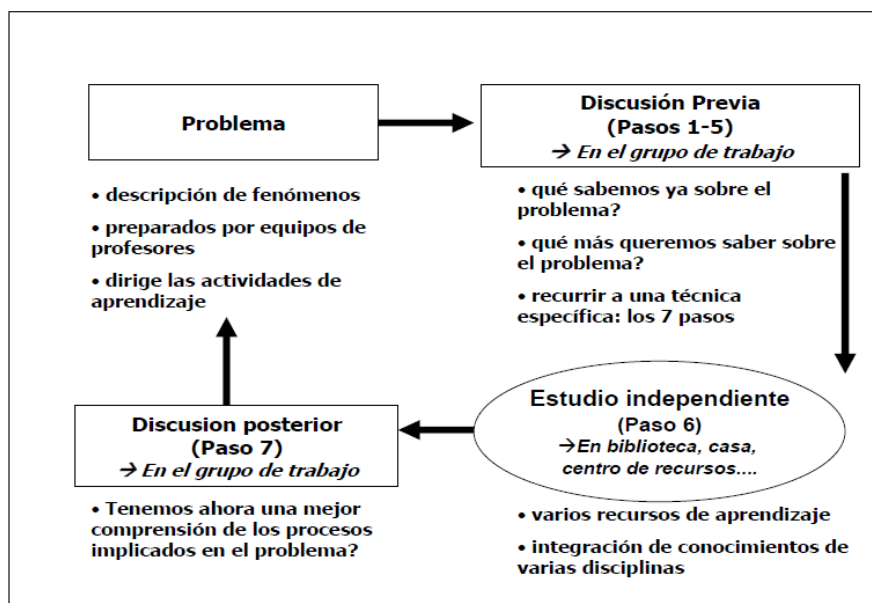 Problema
• descripción de fenómenos
• preparados por equipos de
profesores
• dirige las actividades de
aprendizaje
Discusión Previa
(Pasos 1-5)
→ En el grupo de trabajo
• qué sabemos ya sobre el
problema?
• qué más queremos saber sobre
el problema?
• recurrir a una técnica
específica: los 7 pasos
Estudio independiente
(Paso 6)
→En biblioteca, casa,
centro de recursos....
• varios recursos de aprendizaje
• integración de conocimientos de
varias disciplinas
Discusion posterior
(Paso 7)
→ En el grupo de trabajo
• Tenemos ahora una mejor
comprensión de los procesos
implicados en el problema?